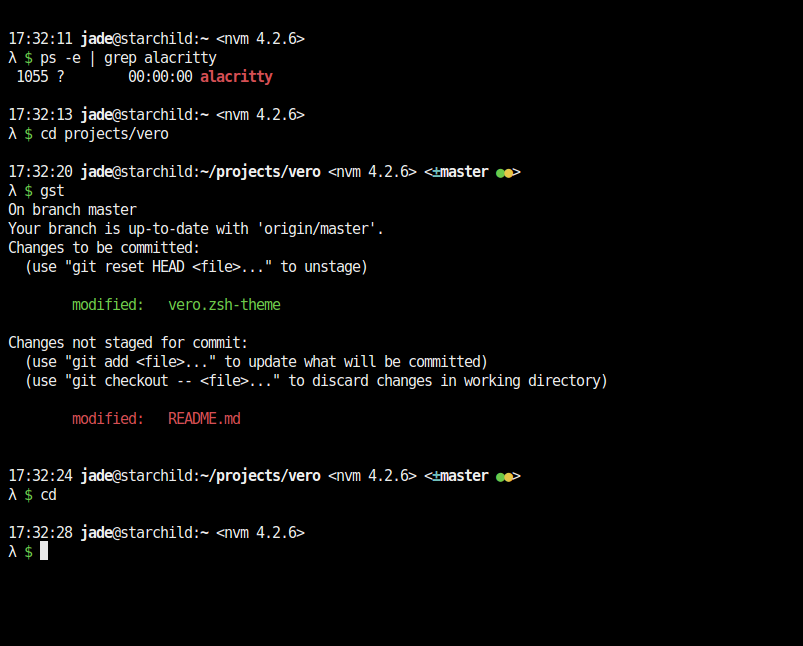 17:32:11 jade@starchild:~ <nvm 4.2.6>
λ $ ps -e | grep alacritty
 1055 ?        00:00:00 alacritty

17:32:13 jade@starchild:~ <nvm 4.2.6>
λ $ cd projects/vero

17:32:20 jade@starchild:~/projects/vero <nvm 4.2.6> <±master ●●>
λ $ gst
On branch master
Your branch is up-to-date with 'origin/master'.
Changes to be committed:
  (use "git reset HEAD <file>..." to unstage)

        modified:   vero.zsh-theme

Changes not staged for commit:
  (use "git add <file>..." to update what will be committed)
  (use "git checkout -- <file>..." to discard changes in working directory)

        modified:   README.md


17:32:24 jade@starchild:~/projects/vero <nvm 4.2.6> <±master ●●>
λ $ cd

17:32:28 jade@starchild:~ <nvm 4.2.6>
λ $